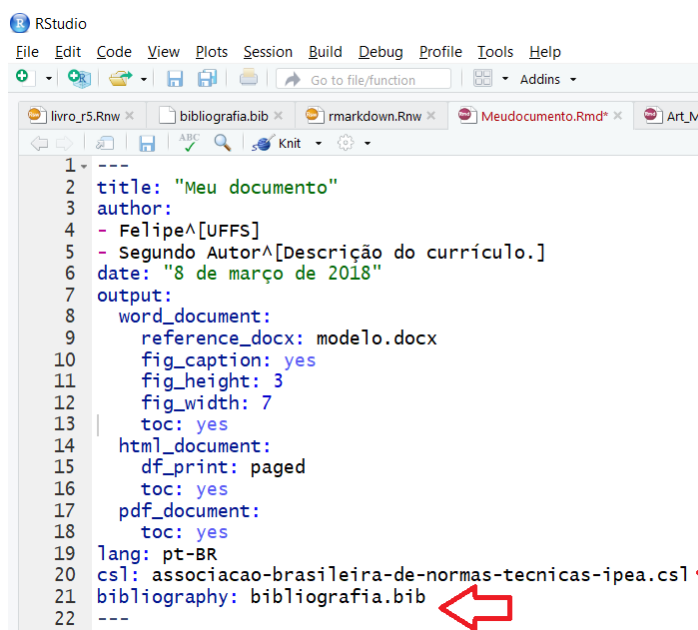 RStudio
File Edit Code View Plots Session Build Debug Profile Tools Help
Go to file/function Addins
livro_r5.Rnw bibliografia.bib rmarkdown.Rnw Meudocumento.Rmd* Art_M
ABC Knit
1 ---
2 title: "Meu documento"
3 author:
4 - Felipe^[UFFS]
5 - Segundo Autor^[Descrição do currículo.]
6 date: "8 de março de 2018"
7 output:
8   word_document:
9     reference_docx: modelo.docx
10     fig_caption: yes
11     fig_height: 3
12     fig_width: 7
13     toc: yes
14   html_document:
15     df_print: paged
16     toc: yes
17   pdf_document:
18     toc: yes
19 lang: pt-BR
20 csl: associacao-brasileira-de-normas-tecnicas-ipea.csl
21 bibliography: bibliografia.bib
22 ---